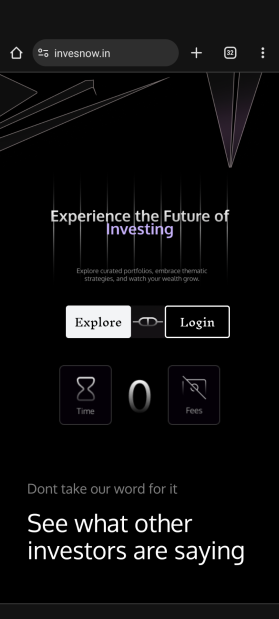 invesnow.in
32
Experience the Future of
Investing
Explore curated portfolios, embrace thematic
strategies, and watch your wealth grow.
Explore
Login
Time
0
Fees
Dont take our word for it
See what other
investors are saying